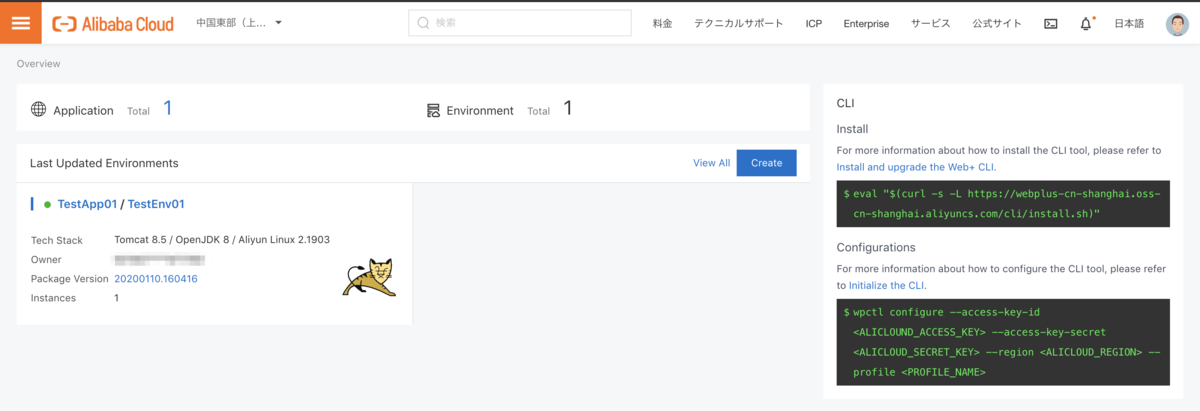 Alibaba Cloud
中国東部（上...
検索
料金
テクニカルサポート
ICP
Enterprise
サービス
公式サイト
日本語
Overview
Application Total 1
Environment Total 1
Last Updated Environments
View All
Create
TestApp01 / TestEnv01
Tech Stack Tomcat 8.5 / OpenJDK 8 / Aliyun Linux 2.1903
Owner
Package Version 20200110.160416
Instances 1
CLI
Install
For more information about how to install the CLI tool, please refer to
Install and upgrade the Web+ CLI.
$ eval "$(curl -s -L https://webplus-cn-shanghai.oss-
cn-shanghai.aliyuncs.com/cli/install.sh)"
Configurations
For more information about how to configure the CLI tool, please refer
to Initialize the CLI.
$ wpctl configure --access-key-id
<ALICLOUND_ACCESS_KEY> --access-key-secret
<ALICLOUD_SECRET_KEY> --region <ALICLOUD_REGION> --
profile <PROFILE_NAME>